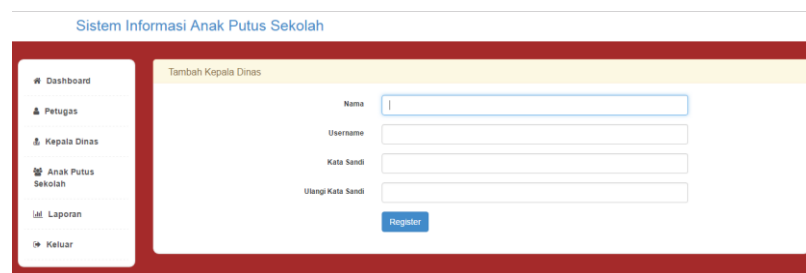 Sistem Informasi Anak Putus Sekolah
Dashboard
Petugas
Kepala Dinas
Anak Putus
Sekolah
Laporan
Keluar
Tambah Kepala Dinas
Nama
Username
Kata Sandi
Ulangi Kata Sandi
Register